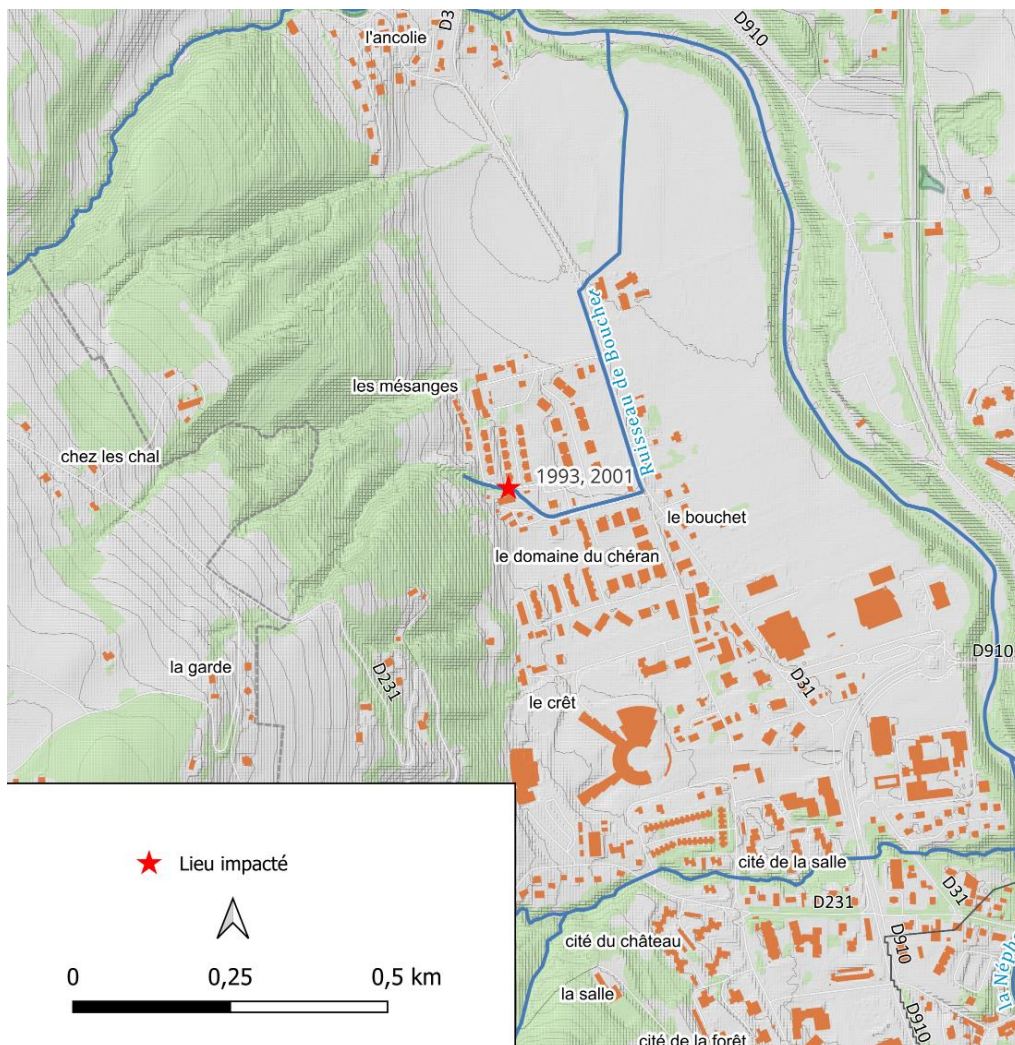 l'ancolie
D3
D910
Ruisseau de Bouchet
les mésanges
chez les chal
1993, 2001
le bouchet
le domaine du chéran
D910
la garde
D231
D31
le crêt
Lieu impacté
cité de la salle
D231
D31
cité du château
D910
la salle
0
0,25
0,5 km
D910
cité de la forêt